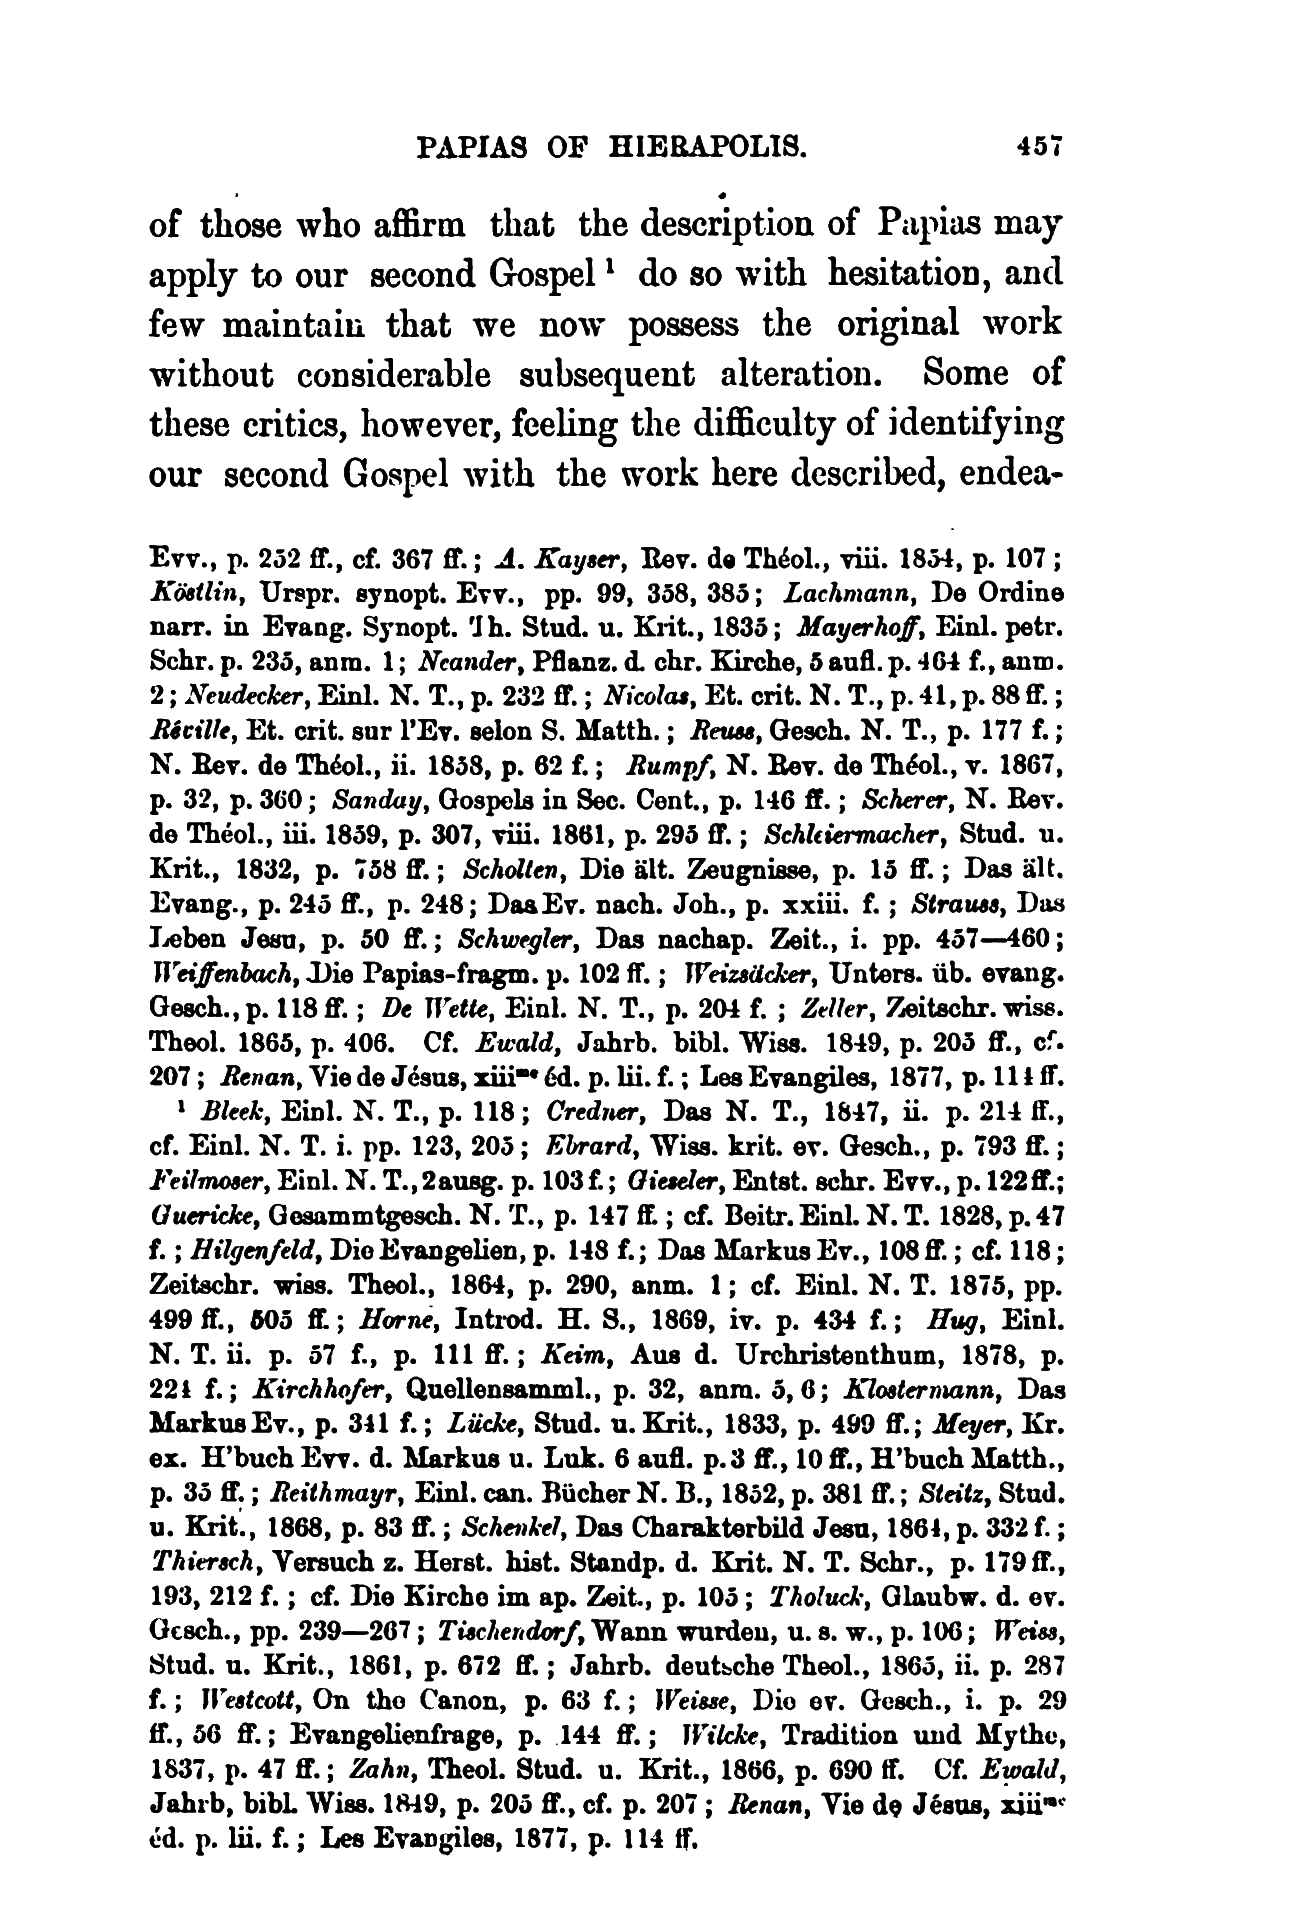 PAPIAS OF HIERAPOLIS. 457
of those who affirm that the description of Papias may
apply to our second Gospel ¹ do so with hesitation, and
few maintain that we now possess the original work
without considerable subsequent alteration. Some of
these critics, however, feeling the difficulty of identifying
our second Gospel with the work here described, endea-
Evv., p. 252 ff., cf. 367 ff.; A. Kayser, Rev. de Théol., viii. 1854, p. 107;
Köstlin, Urspr. synopt. Evv., pp. 99, 358, 385; Lachmann, De Ordine
narr. in Evang. Synopt. Th. Stud. u. Krit., 1835; Mayerhoff, Einl. petr.
Schr. p. 235, anm. 1; Neander, Pflanz. d. chr. Kirche, 5 aufl. p. 464 f., anm.
2; Neudecker, Einl. N. T., p. 232 ff.; Nicolas, Et. crit. N. T., p. 41, p. 88 ff.;
Réville, Et. crit. sur l'Ev. selon S. Matth.; Reuss, Gesch. N. T., p. 177 f.;
N. Rev. de Théol., ii. 1858, p. 62 f.; Rumpf, N. Rev. de Théol., v. 1867,
p. 32, p. 360; Sanday, Gospels in Sec. Cent., p. 146 ff.; Scherer, N. Rev.
de Théol., iii. 1859, p. 307, viii. 1861, p. 295 ff.; Schleiermacher, Stud. u.
Krit., 1832, p. 758 ff.; Scholten, Die ält. Zeugnisse, p. 15 ff.; Das ält.
Evang., p. 245 ff., p. 248; Das Ev. nach. Joh., p. xxiii. f.; Strauss, Das
Leben Jesu, p. 50 ff.; Schwegler, Das nachap. Zeit., i. pp. 457—460;
Weiffenbach, Die Papias-fragm. p. 102 ff.; Weizsäcker, Unters. üb. evang.
Gesch., p. 118 ff.; De Wette, Einl. N. T., p. 204 f.; Zeller, Zeitschr. wiss.
Theol. 1865, p. 406. Cf. Ewald, Jahrb. bibl. Wiss. 1849, p. 205 ff., cf.
207; Renan, Vie de Jésus, xiiiᵐᵉ éd. p. lii. f.; Les Evangiles, 1877, p. 114 ff.
¹ Bleek, Einl. N. T., p. 118; Credner, Das N. T., 1847, ii. p. 214 ff.,
cf. Einl. N. T. i. pp. 123, 205; Ebrard, Wiss. krit. ev. Gesch., p. 793 ff.;
Feilmoser, Einl. N. T., 2 ausg. p. 103 f.; Gieseler, Entst. schr. Evv., p. 122 ff.;
Guericke, Gesammtgesch. N. T., p. 147 ff.; cf. Beitr. Einl. N. T. 1828, p. 47
f.; Hilgenfeld, Die Evangelien, p. 148 f.; Das Markus Ev., 108 ff.; cf. 118;
Zeitschr. wiss. Theol., 1864, p. 290, anm. 1; cf. Einl. N. T. 1875, pp.
499 ff., 505 ff.; Horne, Introd. H. S., 1869, iv. p. 434 f.; Hug, Einl.
N. T. ii. p. 57 f., p. 111 ff.; Keim, Aus d. Urchristenthum, 1878, p.
224 f.; Kirchhofer, Quellensamml., p. 32, anm. 5, 6; Klostermann, Das
Markus Ev., p. 341 f.; Lücke, Stud. u. Krit., 1833, p. 499 ff.; Meyer, Kr.
ex. H'buch Evv. d. Markus u. Luk. 6 aufl. p. 3 ff., 10 ff., H'buch Matth.,
p. 35 ff.; Reithmayr, Einl. can. Bücher N. B., 1852, p. 381 ff.; Steitz, Stud.
u. Krit., 1868, p. 83 ff.; Schenkel, Das Charakterbild Jesu, 1864, p. 332 f.;
Thiersch, Versuch z. Herst. hist. Standp. d. Krit. N. T. Schr., p. 179 ff.,
193, 212 f.; cf. Die Kirche im ap. Zeit., p. 105; Tholuck, Glaubw. d. ev.
Gesch., pp. 239—267; Tischendorf, Wann wurden, u. s. w., p. 106; Weiss,
Stud. u. Krit., 1861, p. 672 ff.; Jahrb. deutsche Theol., 1865, ii. p. 287
f.; Westcott, On the Canon, p. 63 f.; Weisse, Die ev. Gesch., i. p. 29
ff., 56 ff.; Evangelienfrage, p. 144 ff.; Wilcke, Tradition und Mythe,
1837, p. 47 ff.; Zahn, Theol. Stud. u. Krit., 1866, p. 690 ff. Cf. Ewald,
Jahrb, bibl. Wiss. 1849, p. 205 ff., cf. p. 207; Renan, Vie de Jésus, xiiiᵐᵉ
éd. p. lii. f.; Les Evangiles, 1877, p. 114 ff.